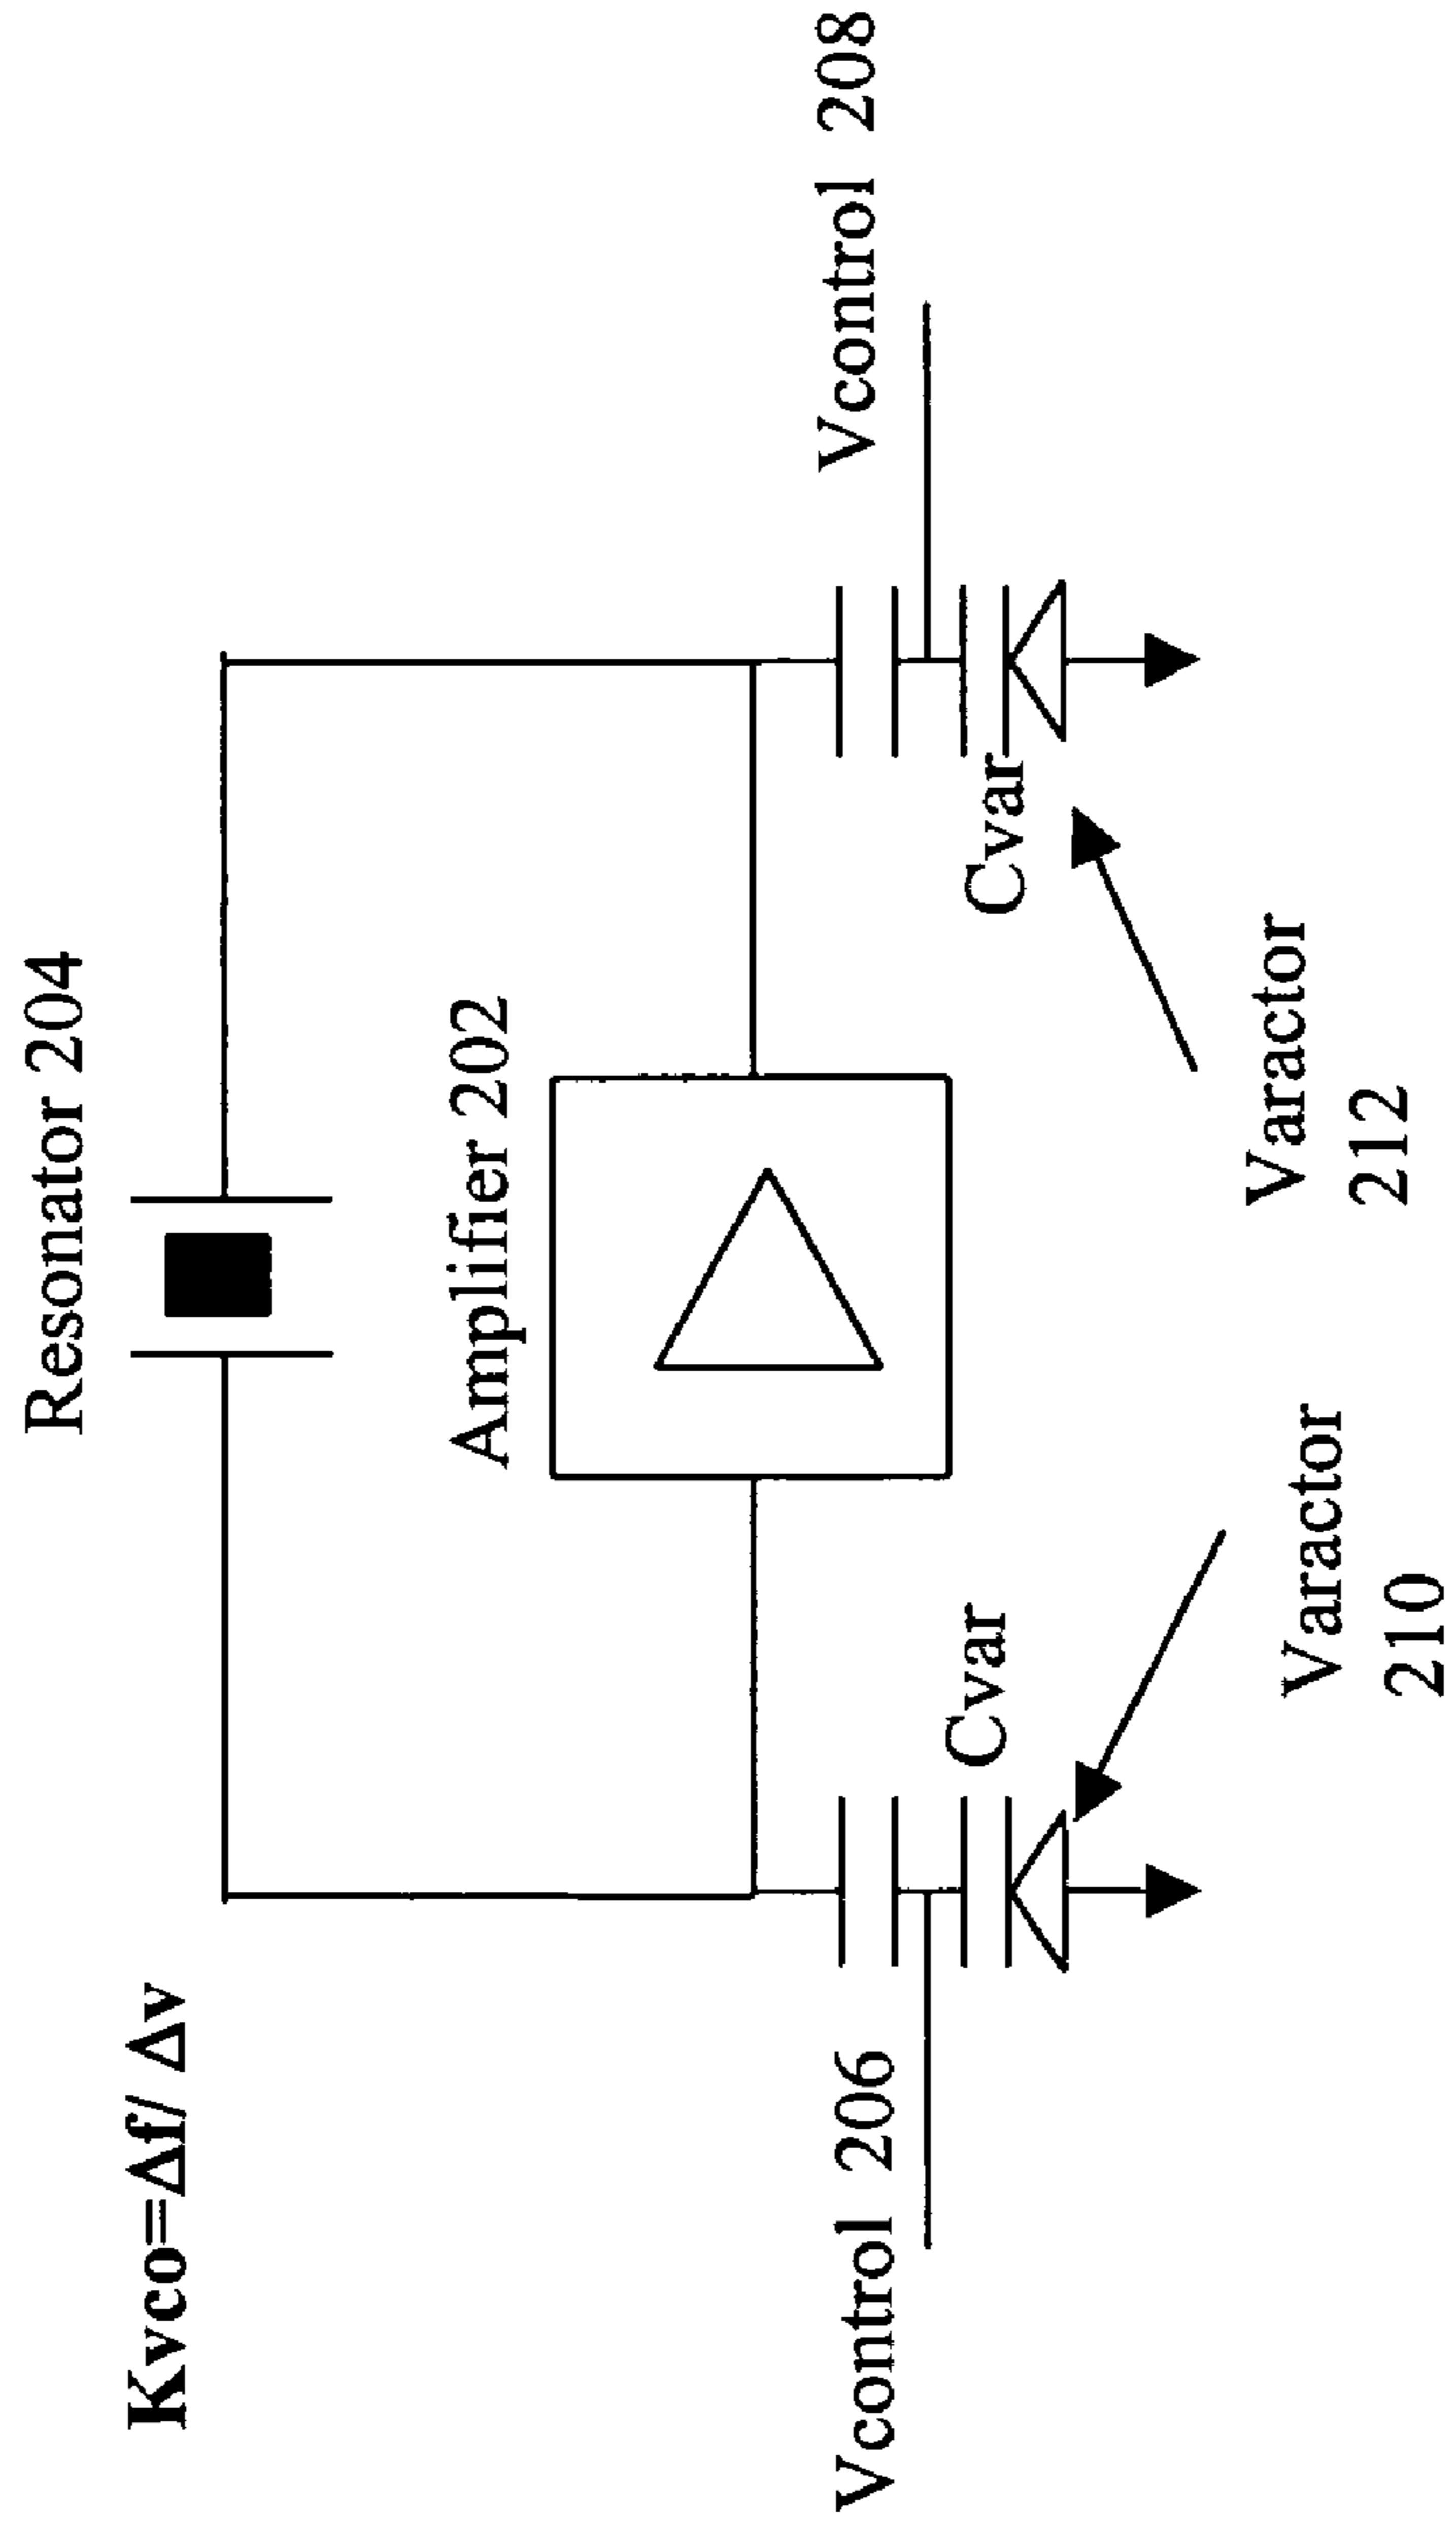 Resonator 204
Kvco=Δf/ Δv
Amplifier 202
Vcontrol 206
Vcontrol 208
Cvar
Cvar
Varactor
210
Varactor
212